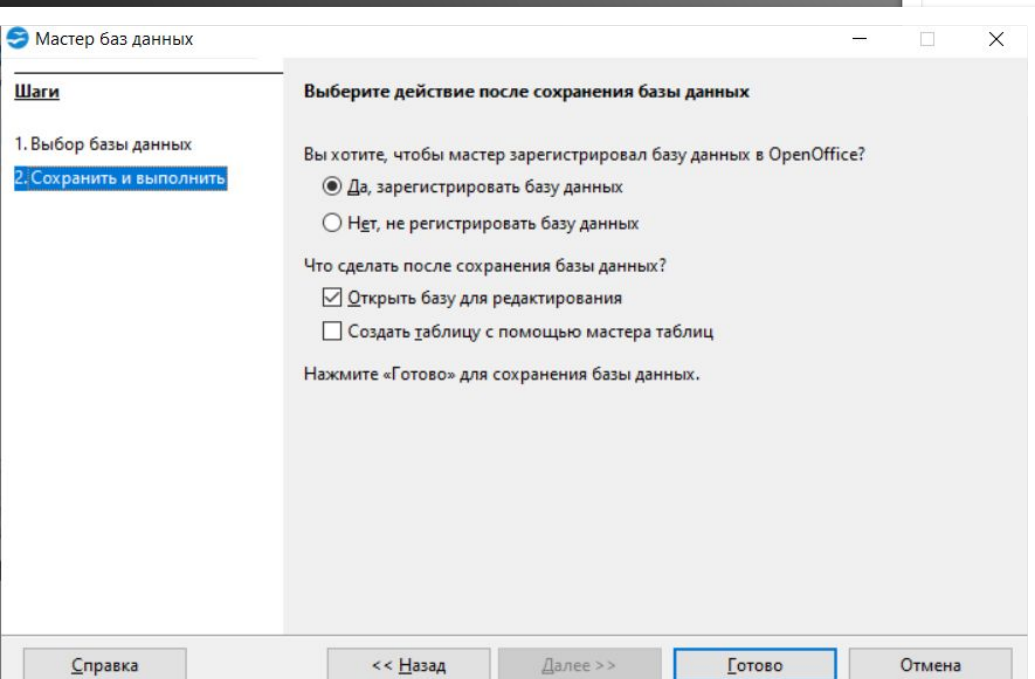 Мастер баз данных
Шаги
1. Выбор базы данных
2. Сохранить и выполнить
Выберите действие после сохранения базы данных
Вы хотите, чтобы мастер зарегистрировал базу данных в OpenOffice?
Да, зарегистрировать базу данных
Нет, не регистрировать базу данных
Что сделать после сохранения базы данных?
Открыть базу для редактирования
Создать таблицу с помощью мастера таблиц
Нажмите «Готово» для сохранения базы данных.
Справка
<< Назад
Далее >>
Готово
Отмена